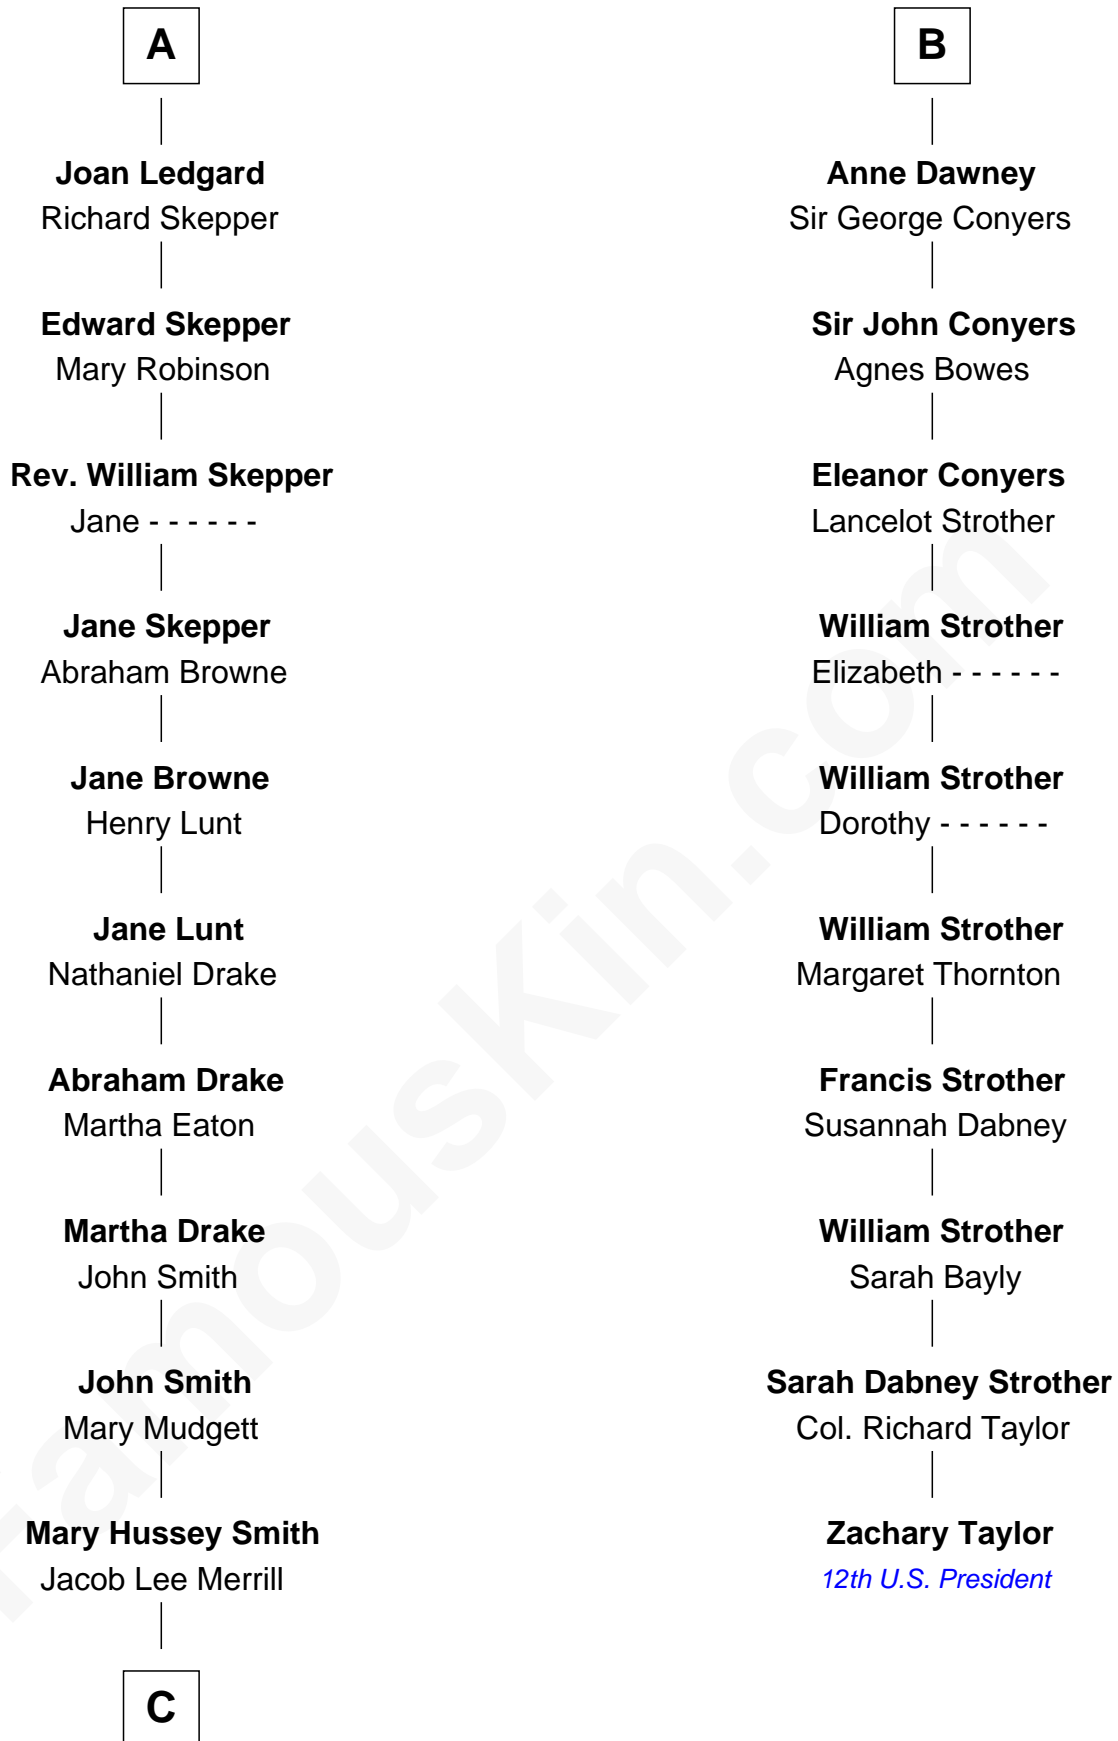 A
Joan Ledgard
Richard Skepper
Edward Skepper
Mary Robinson
Rev. William Skepper
Jane - - - - - -
Jane Skepper
Abraham Browne
Jane Browne
Henry Lunt
Jane Lunt
Nathaniel Drake
Abraham Drake
Martha Eaton
Martha Drake
John Smith
John Smith
Mary Mudgett
Mary Hussey Smith
Jacob Lee Merrill
C
B
Anne Dawney
Sir George Conyers
Sir John Conyers
Agnes Bowes
Eleanor Conyers
Lancelot Strother
William Strother
Elizabeth - - - - - -
William Strother
Dorothy - - - - - -
William Strother
Margaret Thornton
Francis Strother
Susannah Dabney
William Strother
Sarah Bayly
Sarah Dabney Strother
Col. Richard Taylor
Zachary Taylor
12th U.S. President
FamousKin.com